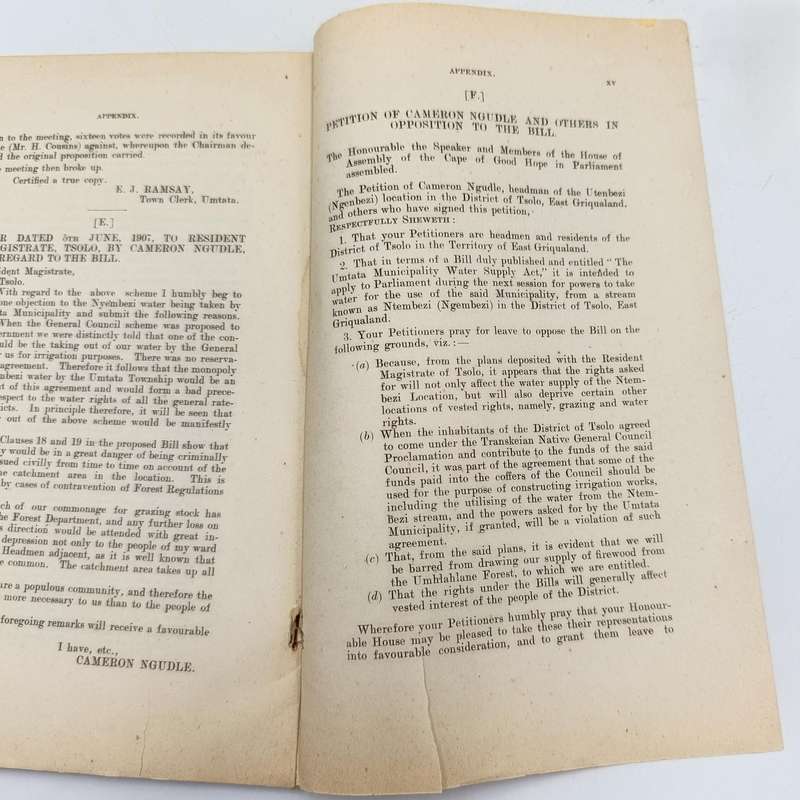 APPENDIX.
n to the meeting, sixteen votes were recorded in its favour
e (Mr. H. Cousins) against, whereupon the Chairman de-
d the original proposition carried.
e meeting then broke up.
Certified a true copy.
E. J. RAMSAY,
Town Clerk, Umtata.
[E.]
R DATED 5TH JUNE, 1907, TO RESIDENT
GISTRATE, TSOLO, BY CAMERON NGUDLE,
REGARD TO THE BILL.
ident Magistrate,
Tsolo.
With regard to the above scheme I humbly beg to
one objection to the Nyembezi water being taken by
ta Municipality and submit the following reasons.
When the General Council scheme was proposed to
ernment we were distinctly told that one of the con-
uld be the taking out of our water by the General
r us for irrigation purposes. There was no reserva-
agreement. Therefore it follows that the monopoly
mbezi water by the Umtata Township would be an
t of this agreement and would form a bad prece-
espect to the water rights of all the general rate-
icts. In principle therefore, it will be seen that
r out of the above scheme would be manifestly
Clauses 18 and 19 in the proposed Bill show that
y would be in a great danger of being criminally
sued civilly from time to time on account of the
he catchment area in the location. This is
by cases of contravention of Forest Regulations
ch of our commonage for grazing stock has
he Forest Department, and any further loss on
s direction would be attended with great in-
depression not only to the people of my ward
Headmen adjacent, as it is well known that
e common. The catchment area takes up all
are a populous community, and therefore the
more necessary to us than to the people of
foregoing remarks will receive a favourable
I have, etc.,
CAMERON NGUDLE.
APPENDIX.
XV
[F.]
PETITION OF CAMERON NGUDLE AND OTHERS IN
OPPOSITION TO THE BILL.
The Honourable the Speaker and Members of the House of
Assembly of the Cape of Good Hope in Parliament
assembled.
The Petition of Cameron Ngudle, headman of the Utenbezi
(Ngenbezi) location in the District of Tsolo, East Griqualand,
and others who have signed this petition,
RESPECTFULLY SHEWETH :
1. That your Petitioners are headmen and residents of the
District of Tsolo in the Territory of East Griqualand.
2. That in terms of a Bill duly published and entitled "The
Umtata Municipality Water Supply Act," it is intended to
apply to Parliament during the next session for powers to take
water for the use of the said Municipality, from a stream
known as Ntembezi (Ngembezi) in the District of Tsolo, East
Griqualand.
3. Your Petitioners pray for leave to oppose the Bill on the
following grounds, viz. :—
(a) Because, from the plans deposited with the Resident
Magistrate of Tsolo, it appears that the rights asked
for will not only affect the water supply of the Ntem-
bezi Location, but will also deprive certain other
locations of vested rights, namely, grazing and water
rights.
(b) When the inhabitants of the District of Tsolo agreed
to come under the Transkeian Native General Council
Proclamation and contribute to the funds of the said
Council, it was part of the agreement that some of the
funds paid into the coffers of the Council should be
used for the purpose of constructing irrigation works,
including the utilising of the water from the Ntem-
Bezi stream, and the powers asked for by the Umtata
Municipality, if granted, will be a violation of such
agreement.
(c) That, from the said plans, it is evident that we will
be barred from drawing our supply of firewood from
the Umhlahlane Forest, to which we are entitled.
(d) That the rights under the Bills will generally affect
vested interest of the people of the District.
Wherefore your Petitioners humbly pray that your Honour-
able House may be pleased to take these their representations
into favourable consideration, and to grant them leave to